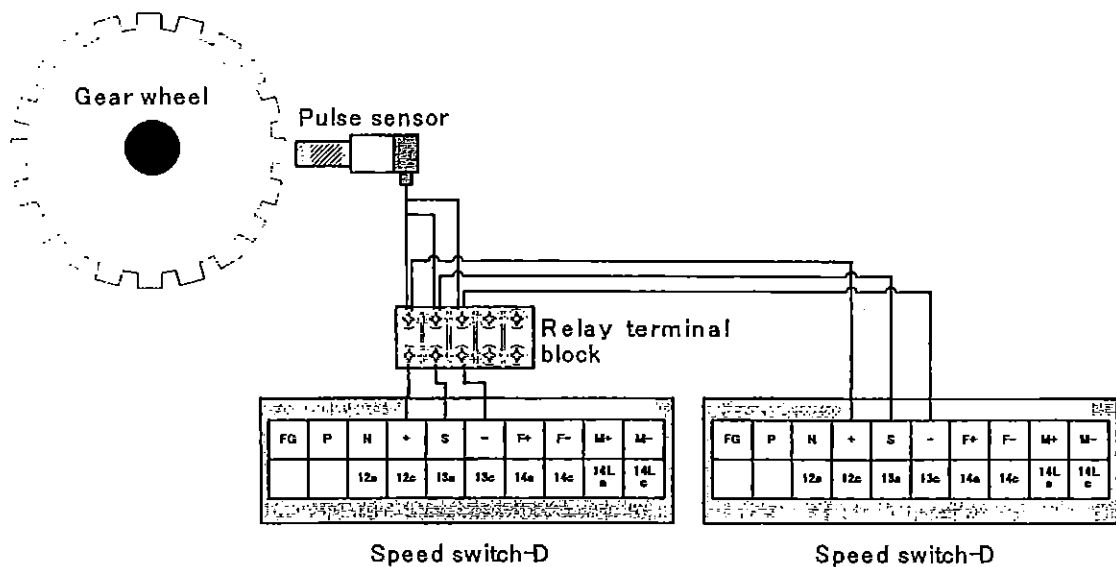 Gear wheel
Pulse sensor
Relay terminal
block
FG P N + S - F+ F- M+ M-
12a 12c 13a 13c 14a 14c 14L a 14L c
FG P N + S - F+ F- M+ M-
12a 12c 13a 13c 14a 14c 14L a 14L c
Speed switch-D
Speed switch-D